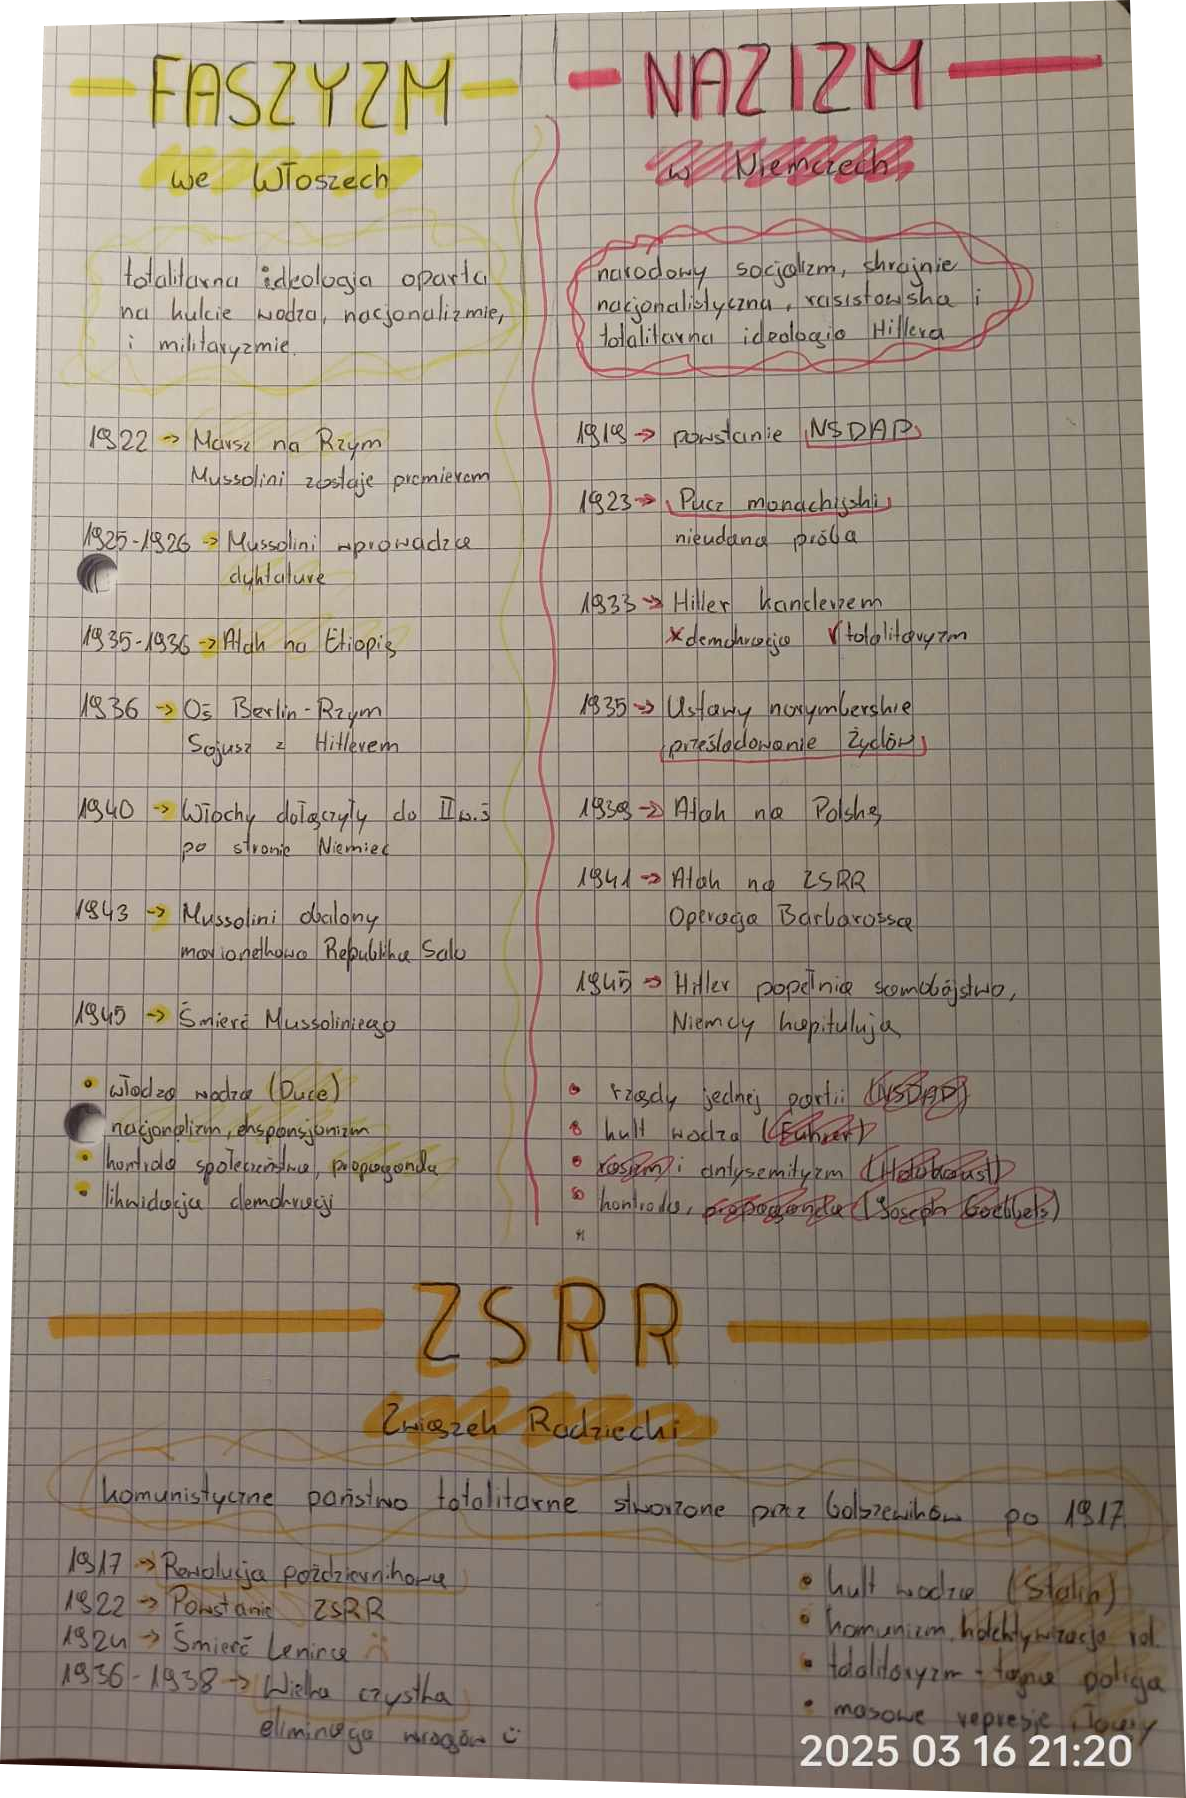 FASZYZM
we Włoszech
totalitarna ideologia oparta
na kulcie wodza, nacjonalizmie,
i militaryzmie.
1922 → Marsz na Rzym
Mussolini zostaje premierem
1925-1926 → Mussolini wprowadza
dyktaturę
1935-1936 → Atak na Etiopię
1936 → Oś Berlin-Rzym
Sojusz z Hitlerem
1940 → Włochy dołączyły do II w.ś
po stronie Niemiec
1943 → Mussolini obalony
marionetkowa Republika Salo
1945 → Śmierć Mussoliniego
• władza wodza (Duce)
nacjonalizm, ekspansjonizm
• kontrola społeczeństwa, propaganda
• likwidacja demokracji
NAZIZM
w Niemczech
narodowy socjalizm, skrajnie
nacjonalistyczna, rasistowska i
totalitarna ideologia Hitlera
1919 → powstanie NSDAP
1923 → Pucz monachijski
nieudana próba
1933 → Hitler kanclerzem
x demokracja √ totalitaryzm
1935 → Ustawy norymberskie
prześladowanie Żydów
1939 → Atak na Polskę
1941 → Atak na ZSRR
Operacja Barbarossa
1945 → Hitler popełnia samobójstwo,
Niemcy kapitulują
• rządy jednej partii (NSDAP)
• kult wodza (Führer)
• rasizm i antysemityzm (Holokaust)
• kontrola, propaganda (Joseph Goebbels)
ZSRR
Związek Radziecki
komunistyczne państwo totalitarne stworzone przez bolszewików po 1917.
1917 → Rewolucja październikowa
1922 → Powstanie ZSRR
1924 → Śmierć Lenina
1936-1938 → Wielka czystka
eliminacja wrogów
• kult wodza (Stalin)
• komunizm, kolektywizacja rol.
• totalitaryzm - tajna policja
• masowe represje, łagry
2025 03 16 21:20